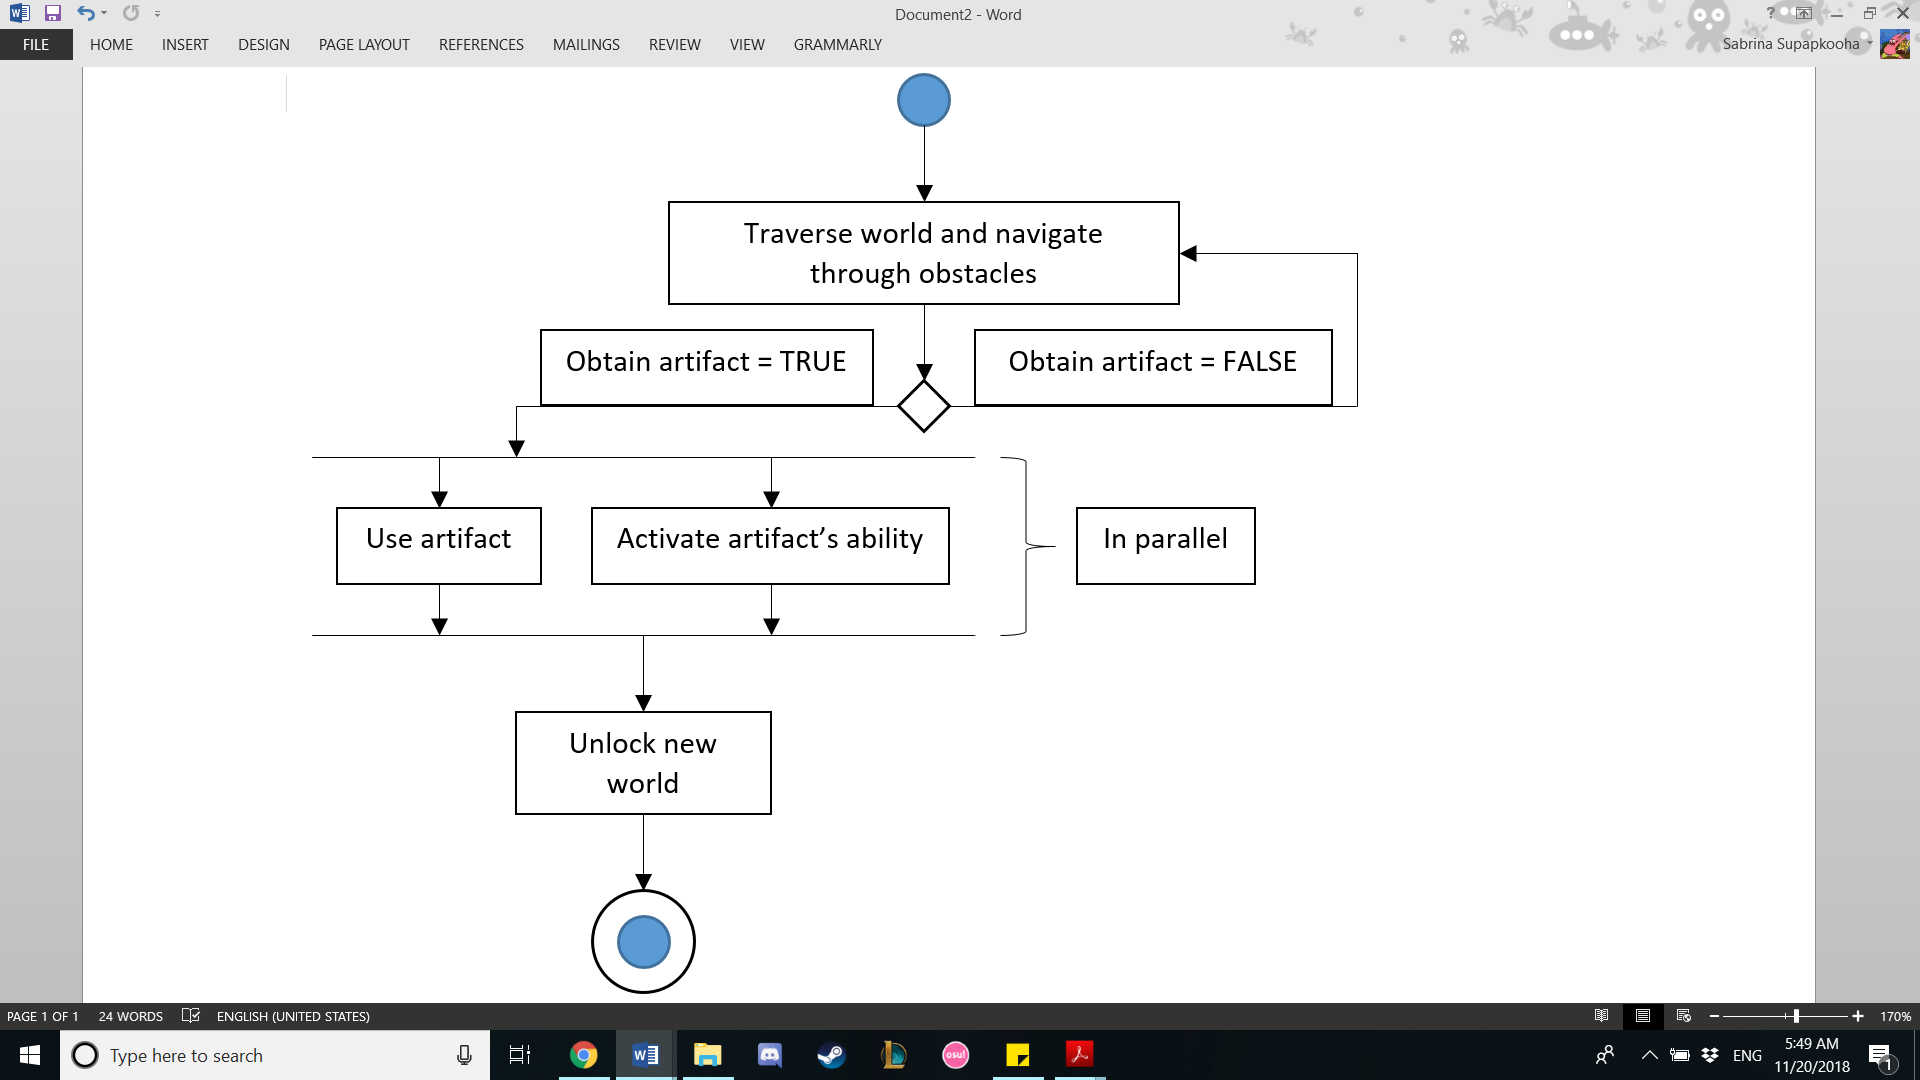 Document2 - Word
?
FILE HOME INSERT DESIGN PAGE LAYOUT REFERENCES MAILINGS REVIEW VIEW GRAMMARLY
Sabrina Supapkooha
Traverse world and navigate
through obstacles
Obtain artifact = TRUE
Obtain artifact = FALSE
Use artifact
Activate artifact’s ability
In parallel
Unlock new
world
PAGE 1 OF 1 24 WORDS ENGLISH (UNITED STATES)
170%
Type here to search
osu!
ENG
5:49 AM
11/20/2018
1